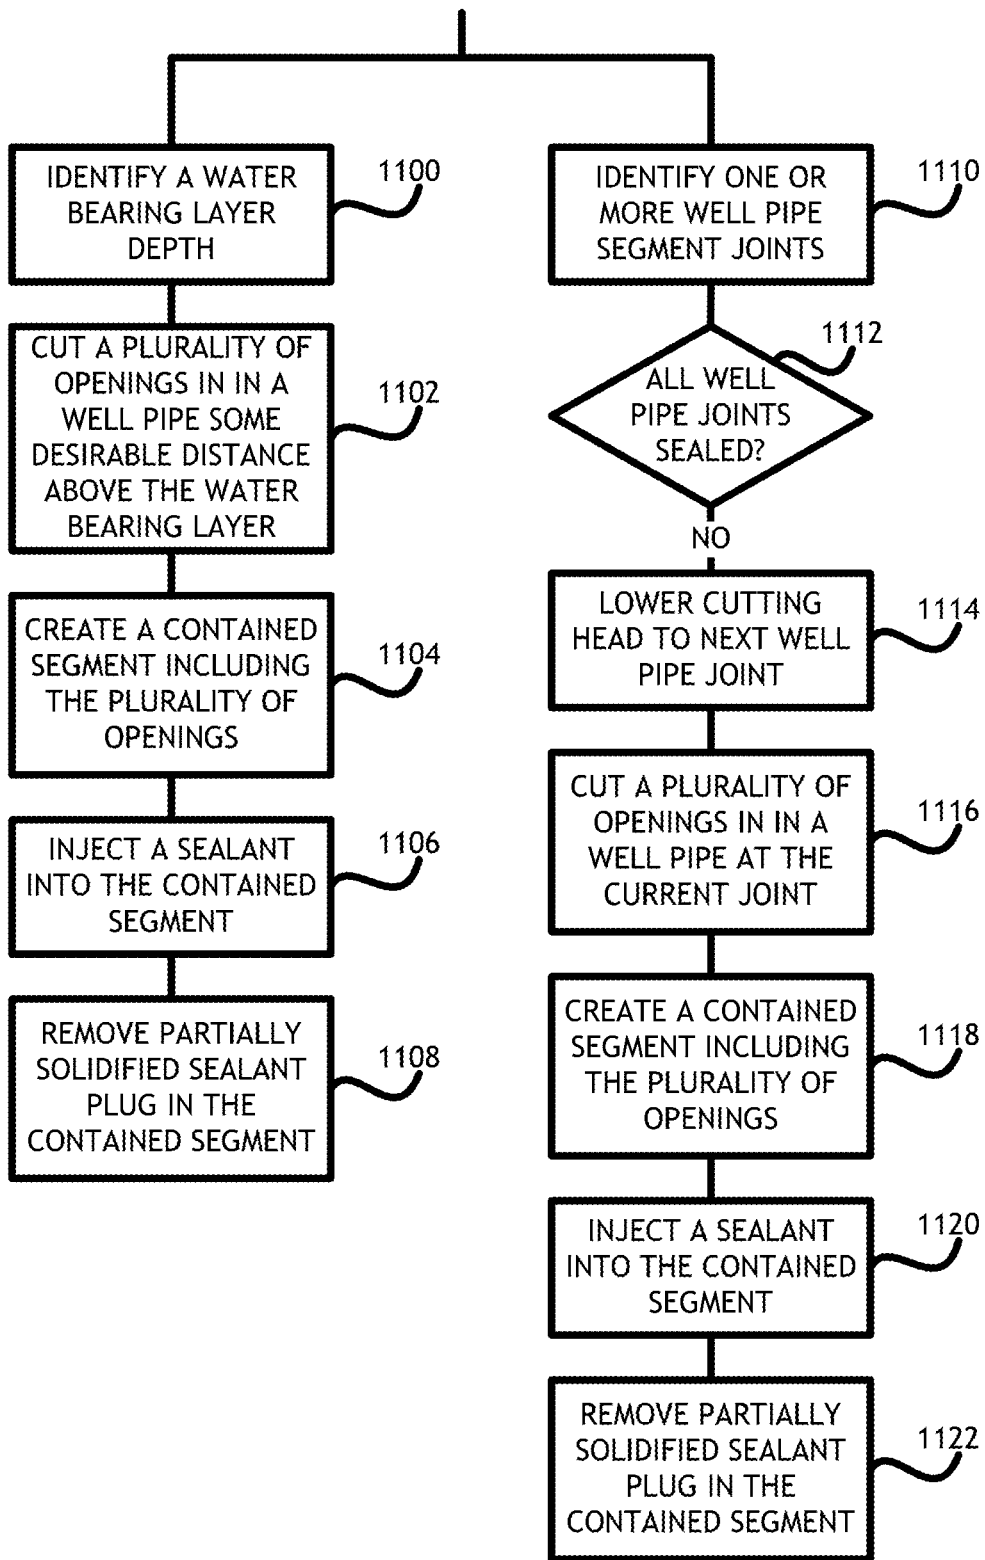 IDENTIFY A WATER
BEARING LAYER
DEPTH
1100
CUT A PLURALITY OF
OPENINGS IN IN A
WELL PIPE SOME
DESIRABLE DISTANCE
ABOVE THE WATER
BEARING LAYER
1102
CREATE A CONTAINED
SEGMENT INCLUDING
THE PLURALITY OF
OPENINGS
1104
INJECT A SEALANT
INTO THE CONTAINED
SEGMENT
1106
REMOVE PARTIALLY
SOLIDIFIED SEALANT
PLUG IN THE
CONTAINED SEGMENT
1108
IDENTIFY ONE OR
MORE WELL PIPE
SEGMENT JOINTS
1110
ALL WELL
PIPE JOINTS
SEALED?
1112
NO
LOWER CUTTING
HEAD TO NEXT WELL
PIPE JOINT
1114
CUT A PLURALITY OF
OPENINGS IN IN A
WELL PIPE AT THE
CURRENT JOINT
1116
CREATE A CONTAINED
SEGMENT INCLUDING
THE PLURALITY OF
OPENINGS
1118
INJECT A SEALANT
INTO THE CONTAINED
SEGMENT
1120
REMOVE PARTIALLY
SOLIDIFIED SEALANT
PLUG IN THE
CONTAINED SEGMENT
1122